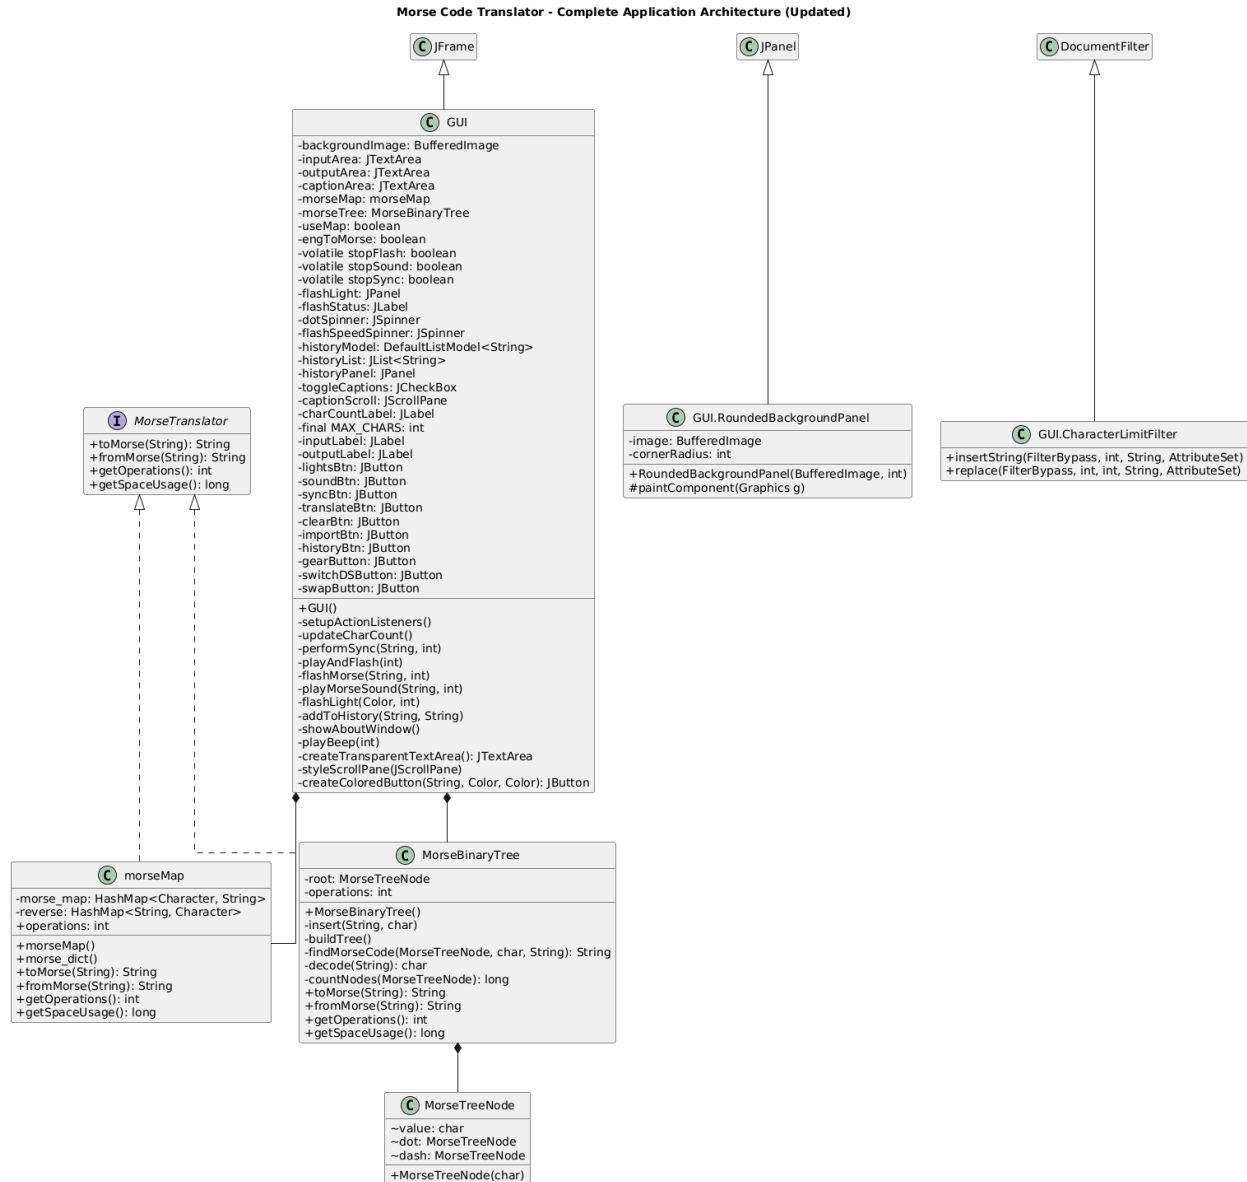 Morse Code Translator - Complete Application Architecture (Updated)
C JFrame
C JPanel
C DocumentFilter
C GUI
-backgroundImage: BufferedImage
-inputArea: JTextArea
-outputArea: JTextArea
-captionArea: JTextArea
-morseMap: morseMap
-morseTree: MorseBinaryTree
-useMap: boolean
-engToMorse: boolean
-volatile stopFlash: boolean
-volatile stopSound: boolean
-volatile stopSync: boolean
-flashLight: JPanel
-flashStatus: JLabel
-dotSpinner: JSpinner
-flashSpeedSpinner: JSpinner
-historyModel: DefaultListModel<String>
-historyList: JList<String>
-historyPanel: JPanel
-toggleCaptions: JCheckBox
-captionScroll: JScrollPane
-charCountLabel: JLabel
-final MAX_CHARS: int
-inputLabel: JLabel
-outputLabel: JLabel
-lightsBtn: JButton
-soundBtn: JButton
-syncBtn: JButton
-translateBtn: JButton
-clearBtn: JButton
-importBtn: JButton
-historyBtn: JButton
-gearButton: JButton
-switchDSButton: JButton
-swapButton: JButton
+GUI()
-setupActionListeners()
-updateCharCount()
-performSync(String, int)
-playAndFlash(int)
-flashMorse(String, int)
-playMorseSound(String, int)
-flashLight(Color, int)
-addToHistory(String, String)
-showAboutWindow()
-playBeep(int)
-createTransparentTextArea(): JTextArea
-styleScrollPane(JScrollPane)
-createColoredButton(String, Color, Color): JButton
I MorseTranslator
+toMorse(String): String
+fromMorse(String): String
+getOperations(): int
+getSpaceUsage(): long
C GUI.RoundedBackgroundPanel
-image: BufferedImage
-cornerRadius: int
+RoundedBackgroundPanel(BufferedImage, int)
#paintComponent(Graphics g)
C GUI.CharacterLimitFilter
+insertString(FilterBypass, int, String, AttributeSet)
+replace(FilterBypass, int, int, String, AttributeSet)
C morseMap
-morse_map: HashMap<Character, String>
-reverse: HashMap<String, Character>
+operations: int
+morseMap()
+morse_dict()
+toMorse(String): String
+fromMorse(String): String
+getOperations(): int
+getSpaceUsage(): long
C MorseBinaryTree
-root: MorseTreeNode
-operations: int
+MorseBinaryTree()
-insert(String, char)
-buildTree()
-findMorseCode(MorseTreeNode, char, String): String
-decode(String): char
-countNodes(MorseTreeNode): long
+toMorse(String): String
+fromMorse(String): String
+getOperations(): int
+getSpaceUsage(): long
C MorseTreeNode
~value: char
~dot: MorseTreeNode
~dash: MorseTreeNode
+MorseTreeNode(char)